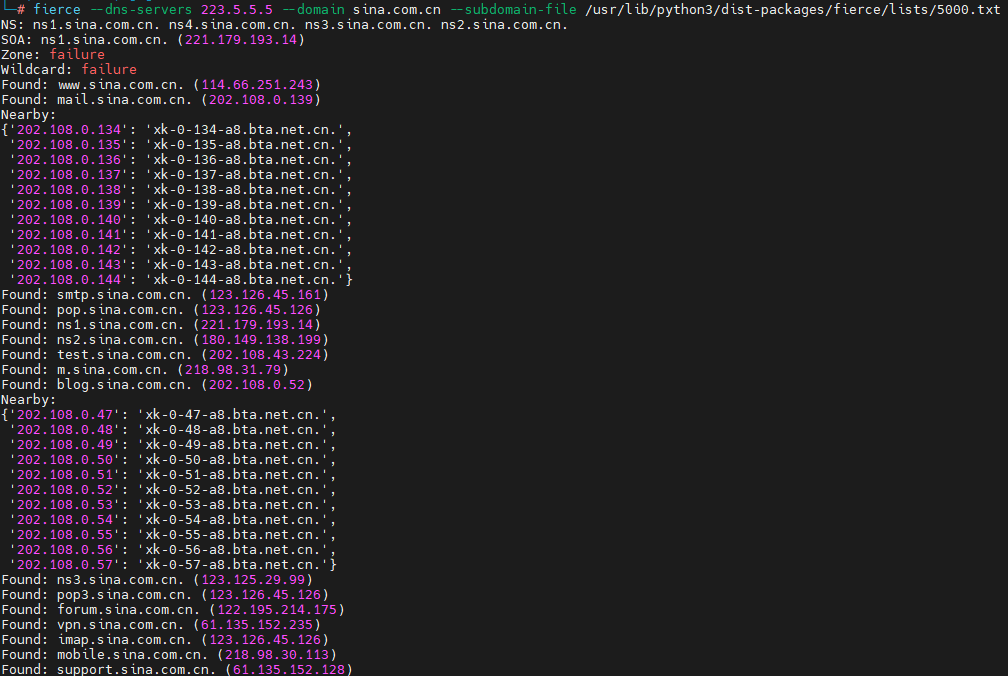 └─# fierce --dns-servers 223.5.5.5 --domain sina.com.cn --subdomain-file /usr/lib/python3/dist-packages/fierce/lists/5000.txt
NS: ns1.sina.com.cn. ns4.sina.com.cn. ns3.sina.com.cn. ns2.sina.com.cn.
SOA: ns1.sina.com.cn. (221.179.193.14)
Zone: failure
Wildcard: failure
Found: www.sina.com.cn. (114.66.251.243)
Found: mail.sina.com.cn. (202.108.0.139)
Nearby:
{'202.108.0.134': 'xk-0-134-a8.bta.net.cn.',
 '202.108.0.135': 'xk-0-135-a8.bta.net.cn.',
 '202.108.0.136': 'xk-0-136-a8.bta.net.cn.',
 '202.108.0.137': 'xk-0-137-a8.bta.net.cn.',
 '202.108.0.138': 'xk-0-138-a8.bta.net.cn.',
 '202.108.0.139': 'xk-0-139-a8.bta.net.cn.',
 '202.108.0.140': 'xk-0-140-a8.bta.net.cn.',
 '202.108.0.141': 'xk-0-141-a8.bta.net.cn.',
 '202.108.0.142': 'xk-0-142-a8.bta.net.cn.',
 '202.108.0.143': 'xk-0-143-a8.bta.net.cn.',
 '202.108.0.144': 'xk-0-144-a8.bta.net.cn.'}
Found: smtp.sina.com.cn. (123.126.45.161)
Found: pop.sina.com.cn. (123.126.45.126)
Found: ns1.sina.com.cn. (221.179.193.14)
Found: ns2.sina.com.cn. (180.149.138.199)
Found: test.sina.com.cn. (202.108.43.224)
Found: m.sina.com.cn. (218.98.31.79)
Found: blog.sina.com.cn. (202.108.0.52)
Nearby:
{'202.108.0.47': 'xk-0-47-a8.bta.net.cn.',
 '202.108.0.48': 'xk-0-48-a8.bta.net.cn.',
 '202.108.0.49': 'xk-0-49-a8.bta.net.cn.',
 '202.108.0.50': 'xk-0-50-a8.bta.net.cn.',
 '202.108.0.51': 'xk-0-51-a8.bta.net.cn.',
 '202.108.0.52': 'xk-0-52-a8.bta.net.cn.',
 '202.108.0.53': 'xk-0-53-a8.bta.net.cn.',
 '202.108.0.54': 'xk-0-54-a8.bta.net.cn.',
 '202.108.0.55': 'xk-0-55-a8.bta.net.cn.',
 '202.108.0.56': 'xk-0-56-a8.bta.net.cn.',
 '202.108.0.57': 'xk-0-57-a8.bta.net.cn.'}
Found: ns3.sina.com.cn. (123.125.29.99)
Found: pop3.sina.com.cn. (123.126.45.126)
Found: forum.sina.com.cn. (122.195.214.175)
Found: vpn.sina.com.cn. (61.135.152.235)
Found: imap.sina.com.cn. (123.126.45.126)
Found: mobile.sina.com.cn. (218.98.30.113)
Found: support.sina.com.cn. (61.135.152.128)